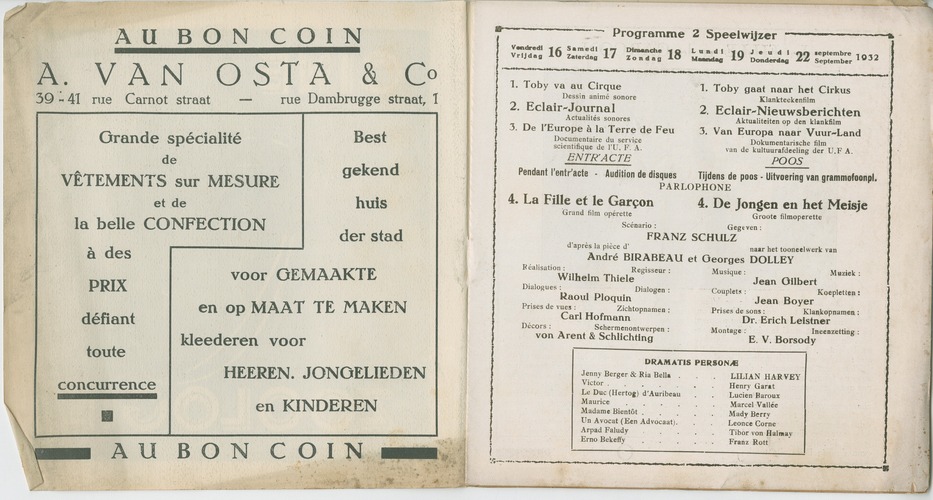 AU BON COIN
A. VAN OSTA & Co
39-41 rue Carnot straat — rue Dambrugge straat, 1
Grande spécialité
de
VÊTEMENTS sur MESURE
et de
la belle CONFECTION
à des
PRIX
défiant
toute
concurrence
Best
gekend
huis
der stad
voor GEMAAKTE
en op MAAT TE MAKEN
kleederen voor
HEEREN. JONGELIEDEN
en KINDEREN
AU BON COIN
Programme 2 Speelwijzer
Vendredi 16 Samedi 17 Dimanche 18 Lundi 19 Jeudi 22 septembre 1932
Vrijdag Zaterdag Zondag Maandag Donderdag September
1. Toby va au Cirque
Dessin animé sonore
2. Eclair-Journal
Actualités sonores
3. De l'Europe à la Terre de Feu
Documentaire du service
scientifique de l'U. F. A.
ENTR'ACTE
1. Toby gaat naar het Cirkus
Klankteekenfilm
2. Eclair-Nieuwsberichten
Aktualiteiten op den klankfilm
3. Van Europa naar Vuur-Land
Dokumentarische film
van de kultuurafdeeling der U.F.A.
POOS
Pendant l'entr'acte - Audition de disques Tijdens de poos - Uitvoering van grammofoonpl.
PARLOPHONE
4. La Fille et le Garçon 4. De Jongen en het Meisje
Grand film opérette Groote filmoperette
Scénario : Gegeven :
FRANZ SCHULZ
d'après la pièce d' naar het tooneelwerk van
André BIRABEAU et Georges DOLLEY
Réalisation : Regisseur : Musique : Muziek :
Wilhelm Thiele Jean Gilbert
Dialogues : Dialogen : Couplets : Koepletten :
Raoul Ploquin Jean Boyer
Prises de vues : Zichtopnamen : Prises de sons : Klankopnamen :
Carl Hofmann Dr. Erich Leistner
Décors : Schermenontwerpen : Montage : Ineenzetting :
von Arent & Schlichting E. V. Borsody
DRAMATIS PERSONÆ
Jenny Berger & Ria Bella . . . LILIAN HARVEY
Victor . . . . . . Henry Garat
Le Duc (Hertog) d'Auribeau . . Lucien Baroux
Maurice . . . . . Marcel Vallée
Madame Bientôt . . . . Mady Berry
Un Avocat (Een Advocaat). . . Leonce Corne
Arpad Faludy . . . . Tibor von Halmay
Erno Bekeffy . . . . Franz Rott